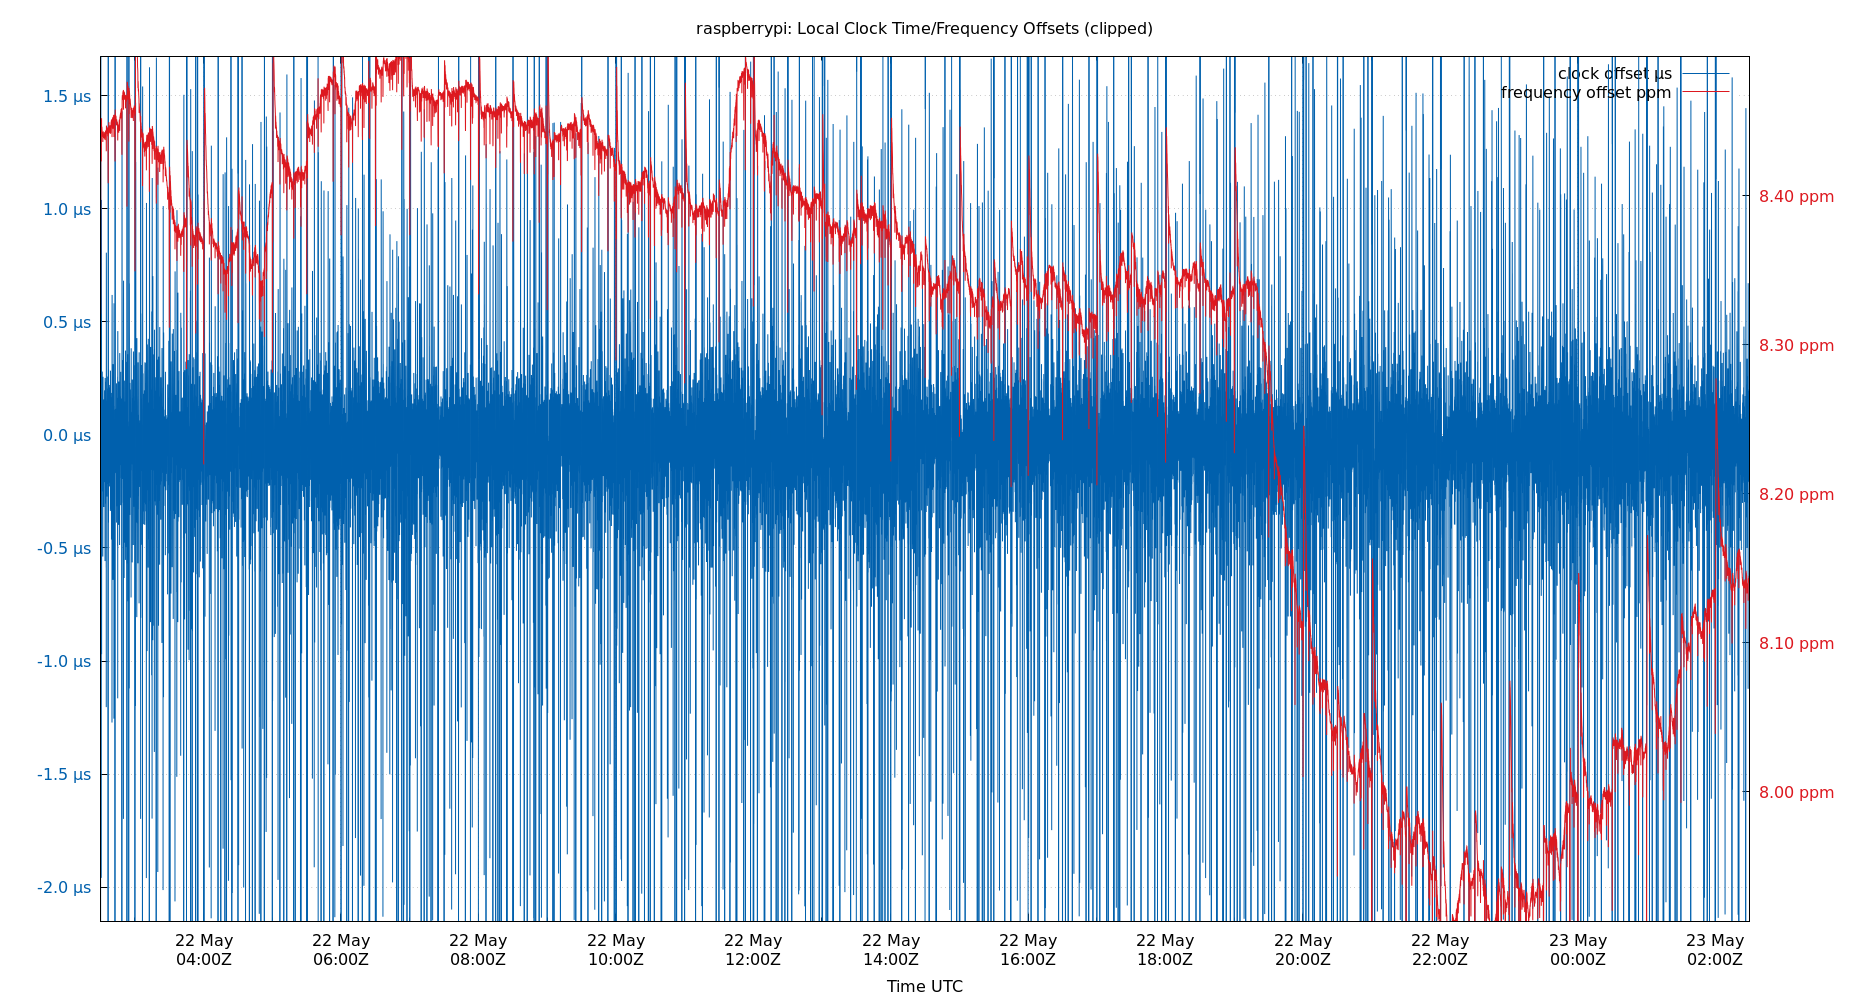 raspberrypi: Local Clock Time/Frequency Offsets (clipped)
clock offset µs
frequency offset ppm
1.5 µs
1.0 µs
0.5 µs
0.0 µs
-0.5 µs
-1.0 µs
-1.5 µs
-2.0 µs
8.40 ppm
8.30 ppm
8.20 ppm
8.10 ppm
8.00 ppm
22 May 22 May 22 May 22 May 22 May 22 May 22 May 22 May 22 May 22 May 23 May 23 May
04:00Z 06:00Z 08:00Z 10:00Z 12:00Z 14:00Z 16:00Z 18:00Z 20:00Z 22:00Z 00:00Z 02:00Z
Time UTC